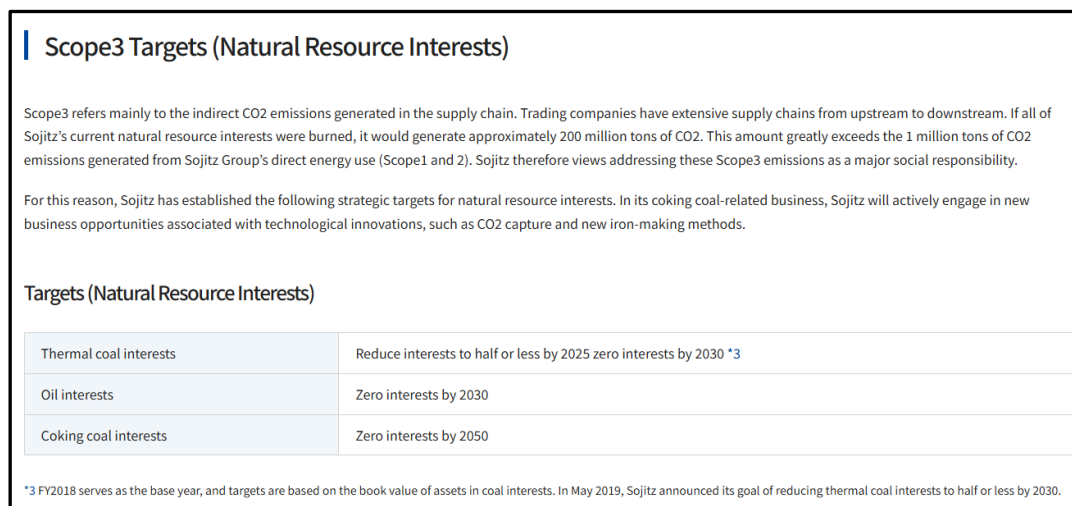 Scope3 Targets (Natural Resource Interests)
Scope3 refers mainly to the indirect CO2 emissions generated in the supply chain. Trading companies have extensive supply chains from upstream to downstream. If all of
Sojitz's current natural resource interests were burned, it would generate approximately 200 million tons of CO2. This amount greatly exceeds the 1 million tons of CO2
emissions generated from Sojitz Group's direct energy use (Scope1 and 2). Sojitz therefore views addressing these Scope3 emissions as a major social responsibility.
For this reason, Sojitz has established the following strategic targets for natural resource interests. In its coking coal-related business, Sojitz will actively engage in new
business opportunities associated with technological innovations, such as CO2 capture and new iron-making methods.
Targets (Natural Resource Interests)
Thermal coal interests Reduce interests to half or less by 2025 zero interests by 2030 *3
Oil interests Zero interests by 2030
Coking coal interests Zero interests by 2050
*3 FY2018 serves as the base year, and targets are based on the book value of assets in coal interests. In May 2019, Sojitz announced its goal of reducing thermal coal interests to half or less by 2030.